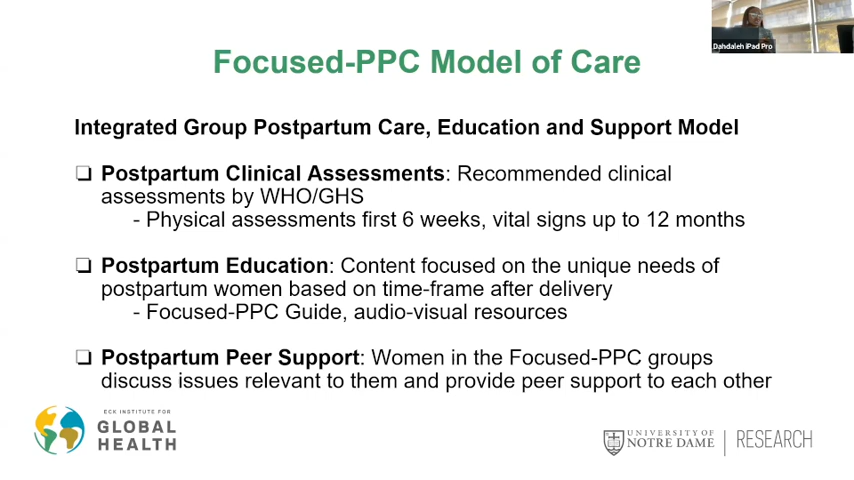 Dahdaleh iPad Pro
Focused-PPC Model of Care
Integrated Group Postpartum Care, Education and Support Model
❏ Postpartum Clinical Assessments: Recommended clinical
assessments by WHO/GHS
- Physical assessments first 6 weeks, vital signs up to 12 months
❏ Postpartum Education: Content focused on the unique needs of
postpartum women based on time-frame after delivery
- Focused-PPC Guide, audio-visual resources
❏ Postpartum Peer Support: Women in the Focused-PPC groups
discuss issues relevant to them and provide peer support to each other
ECK INSTITUTE FOR
GLOBAL
HEALTH
UNIVERSITY OF
NOTRE DAME
RESEARCH